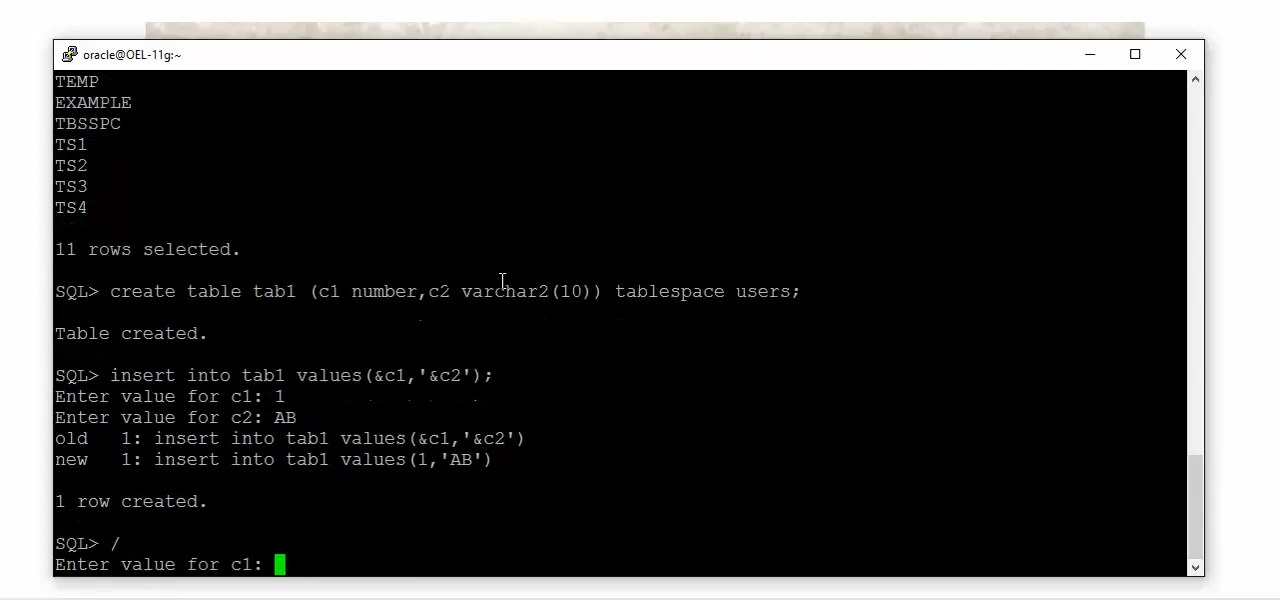 oracle@OEL-11g:~
TEMP
EXAMPLE
TBSSPC
TS1
TS2
TS3
TS4
11 rows selected.
SQL> create table tab1 (c1 number,c2 varchar2(10)) tablespace users;
Table created.
SQL> insert into tab1 values(&c1,'&c2');
Enter value for c1: 1
Enter value for c2: AB
old   1: insert into tab1 values(&c1,'&c2')
new   1: insert into tab1 values(1,'AB')
1 row created.
SQL> /
Enter value for c1: